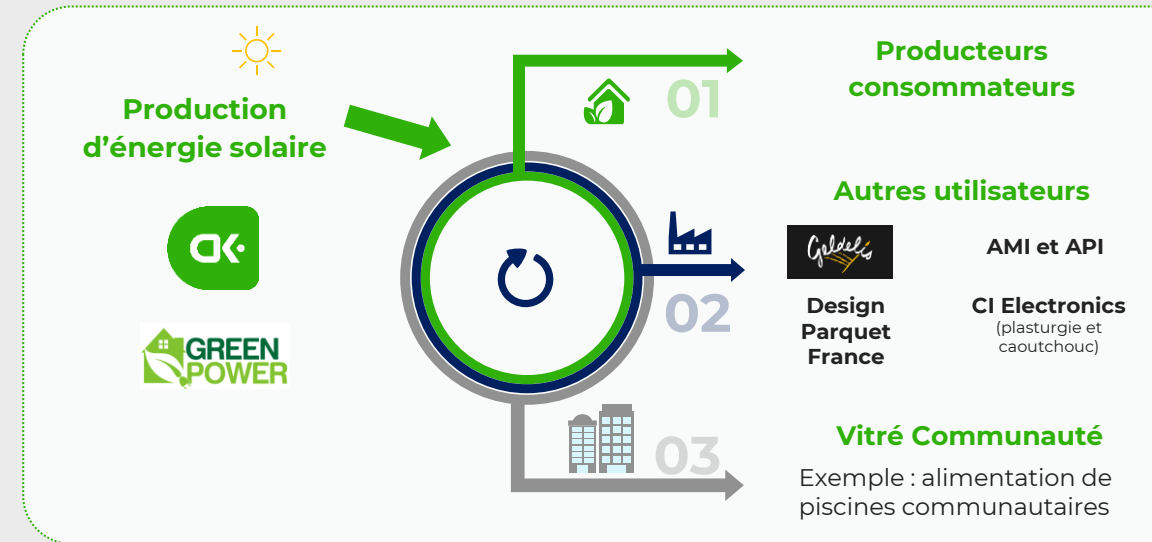 Production
d’énergie solaire
GREEN
POWER
01
Producteurs
consommateurs
02
Autres utilisateurs
Geldelis
AMI et API
Design
Parquet
France
CI Electronics
(plasturgie et
caoutchouc)
03
Vitré Communauté
Exemple : alimentation de
piscines communautaires